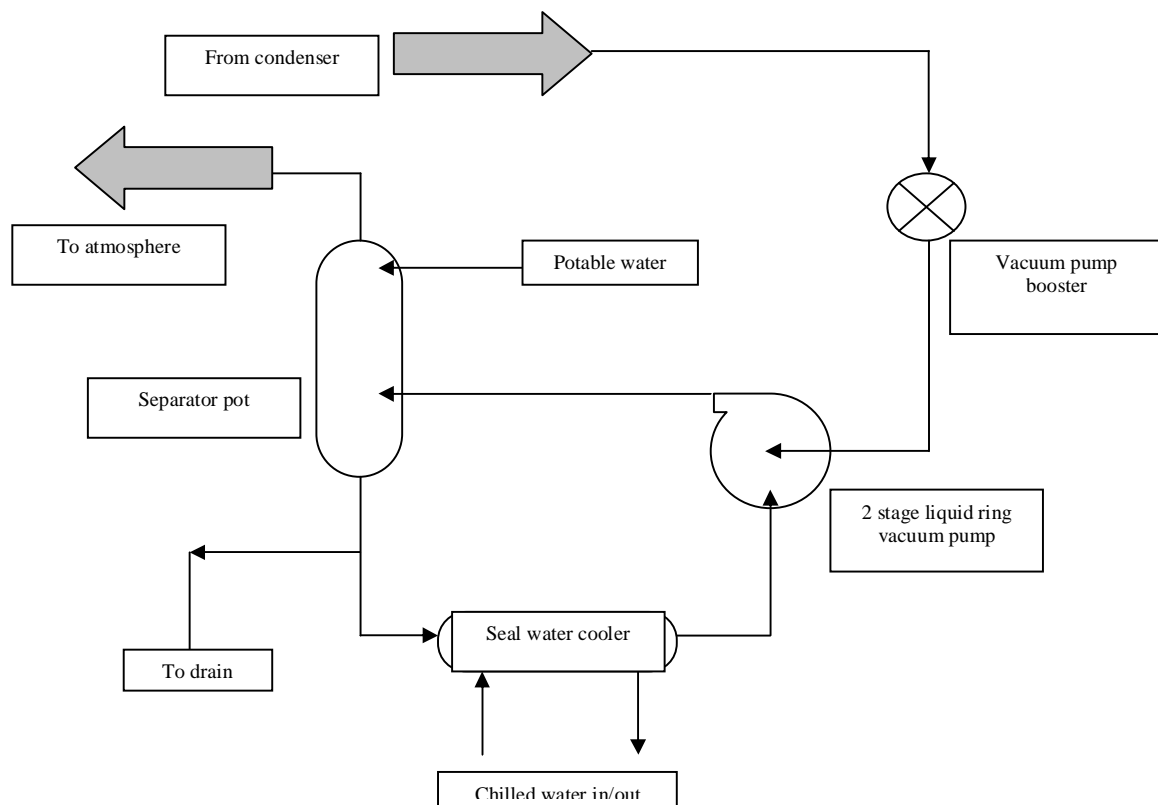 From condenser
To atmosphere
Potable water
Vacuum pump
booster
Separator pot
2 stage liquid ring
vacuum pump
Seal water cooler
To drain
Chilled water in/out